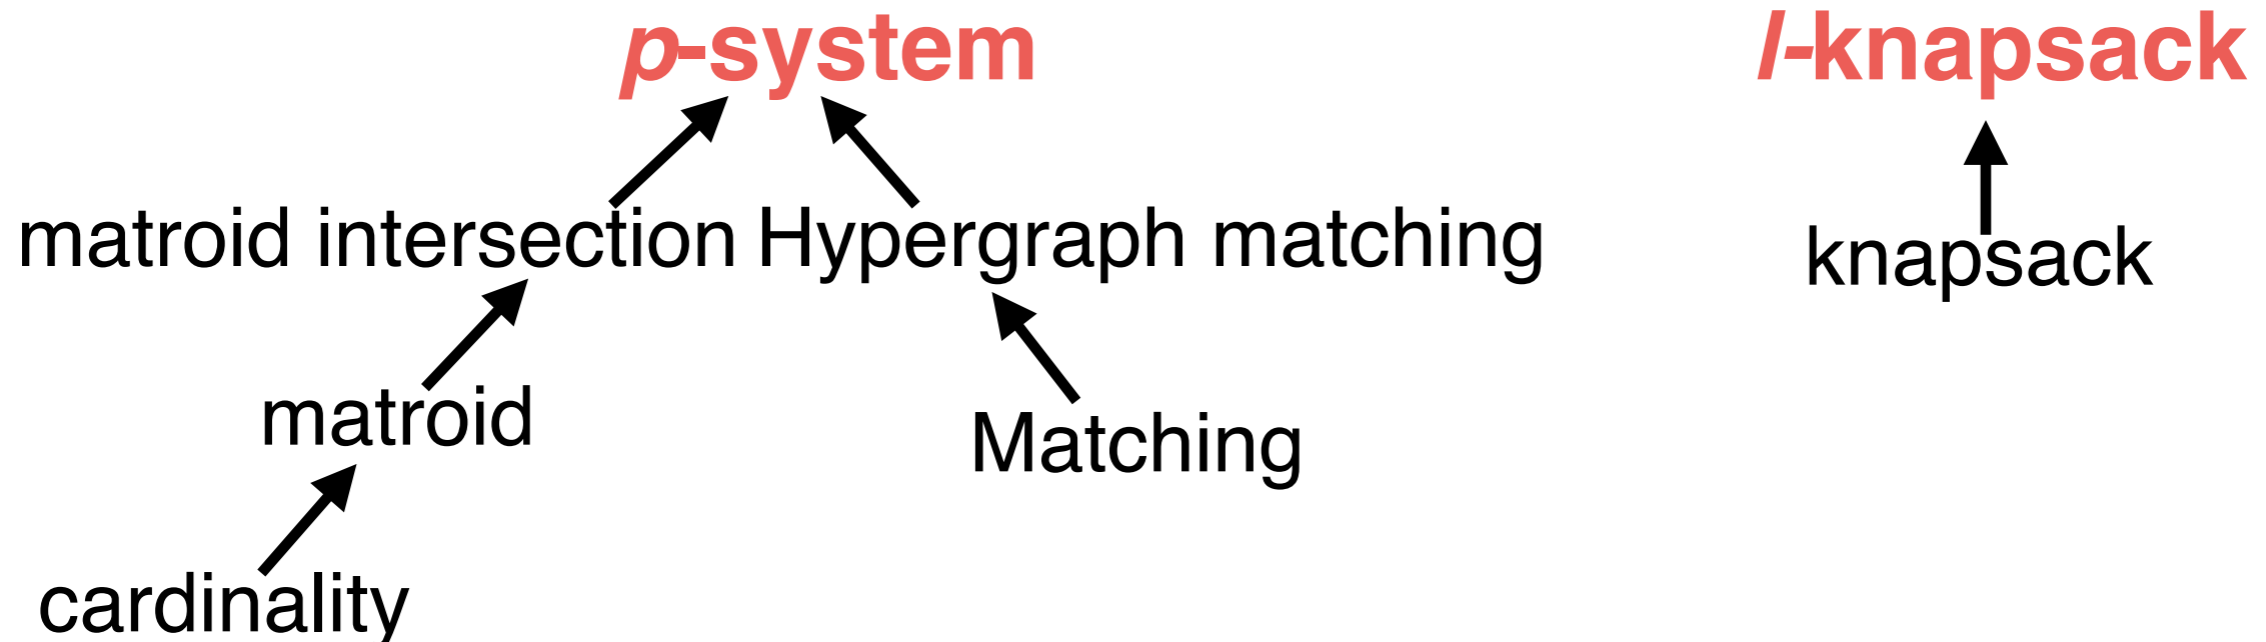 p-system
l-knapsack
matroid intersection
Hypergraph matching
knapsack
matroid
Matching
cardinality